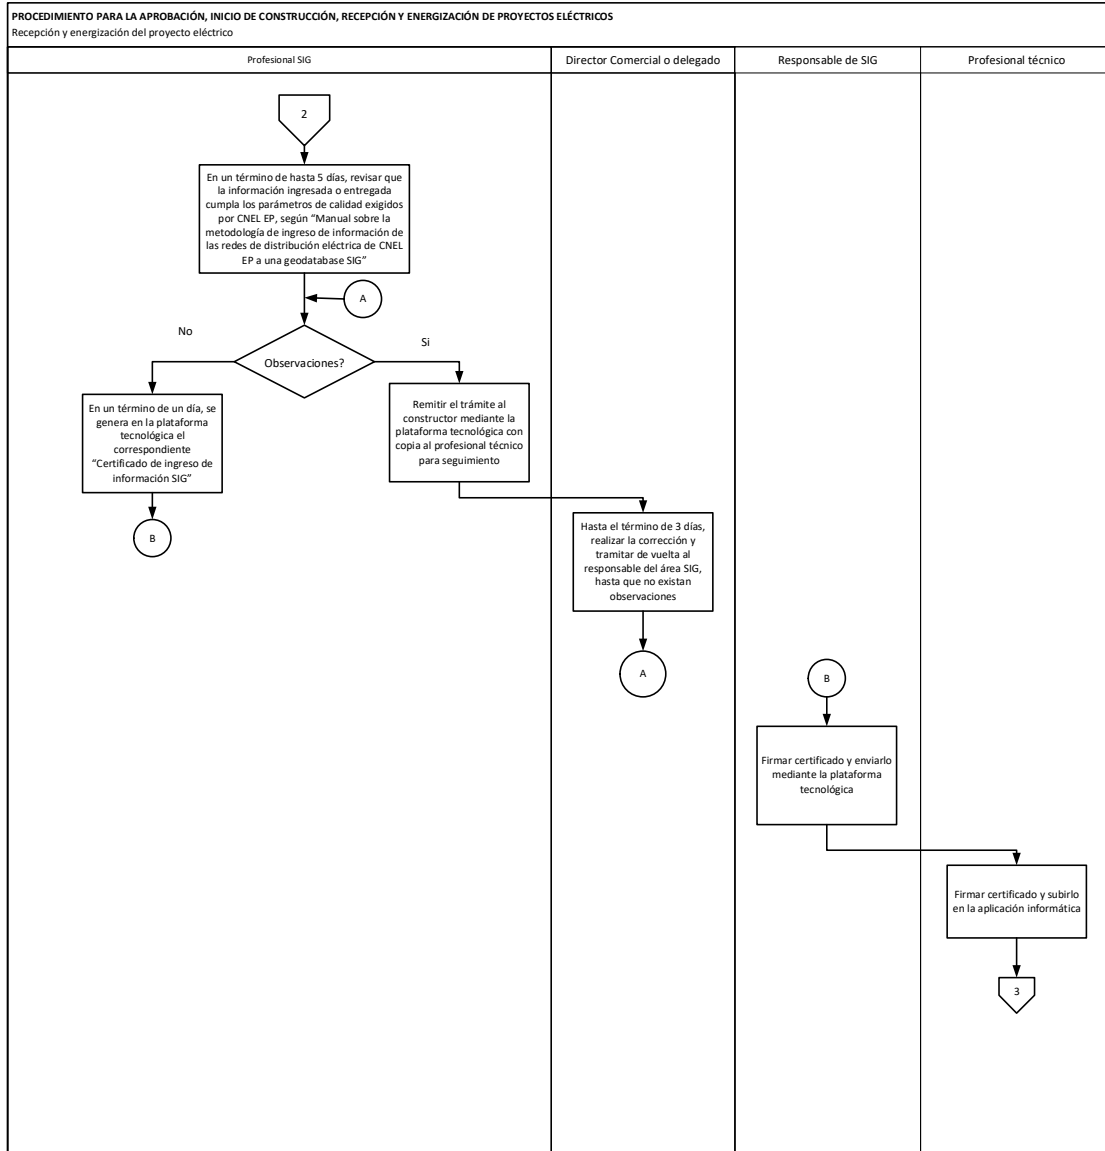 PROCEDIMIENTO PARA LA APROBACIÓN, INICIO DE CONSTRUCCIÓN, RECEPCIÓN Y ENERGIZACIÓN DE PROYECTOS ELÉCTRICOS
Recepción y energización del proyecto eléctrico
Profesional SIG
Director Comercial o delegado
Responsable de SIG
Profesional técnico
2
En un término de hasta 5 días, revisar que
la información ingresada o entregada
cumpla los parámetros de calidad exigidos
por CNEL EP, según “Manual sobre la
metodología de ingreso de información de
las redes de distribución eléctrica de CNEL
EP a una geodatabase SIG”
A
No
Si
Observaciones?
En un término de un día, se
genera en la plataforma
tecnológica el
correspondiente
“Certificado de ingreso de
información SIG”
B
Remitir el trámite al
constructor mediante la
plataforma tecnológica con
copia al profesional técnico
para seguimiento
Hasta el término de 3 días,
realizar la corrección y
tramitar de vuelta al
responsable del área SIG,
hasta que no existan
observaciones
A
B
Firmar certificado y enviarlo
mediante la plataforma
tecnológica
Firmar certificado y subirlo
en la aplicación informática
3